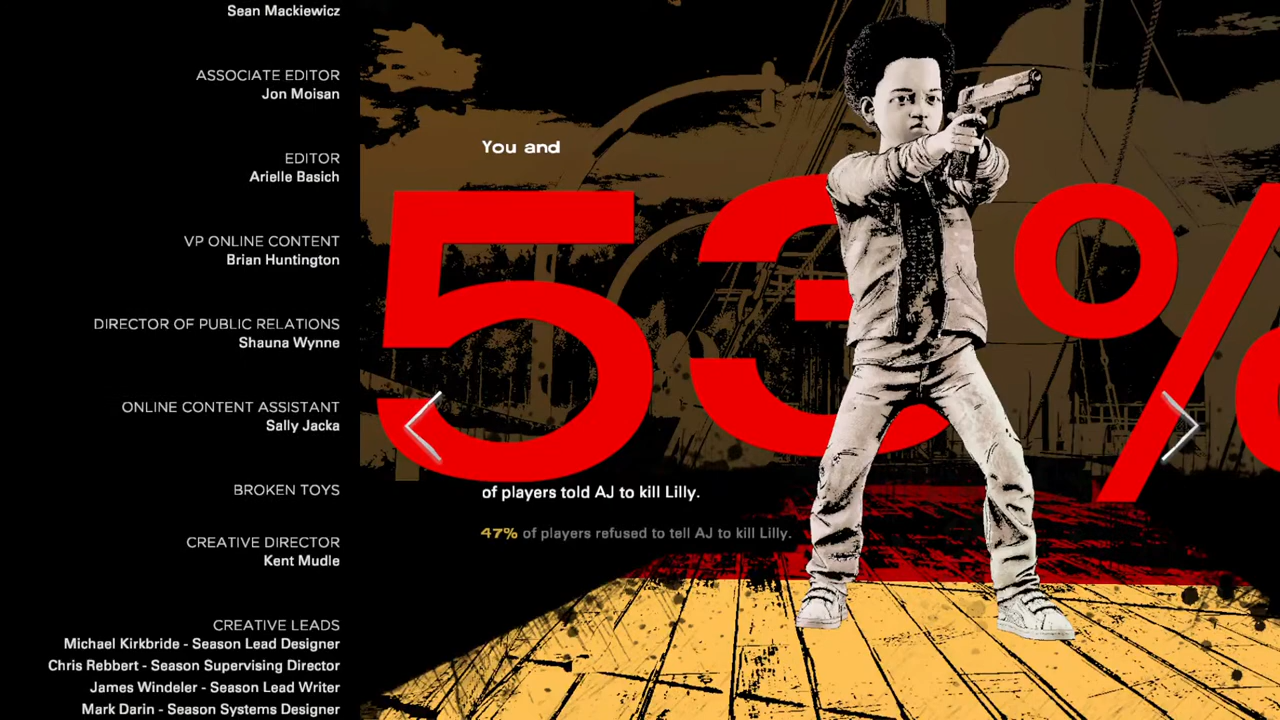 Sean Mackiewicz
ASSOCIATE EDITOR
Jon Moisan
EDITOR
Arielle Basich
VP ONLINE CONTENT
Brian Huntington
DIRECTOR OF PUBLIC RELATIONS
Shauna Wynne
ONLINE CONTENT ASSISTANT
Sally Jacka
BROKEN TOYS
CREATIVE DIRECTOR
Kent Mudle
CREATIVE LEADS
Michael Kirkbride - Season Lead Designer
Chris Rebbert - Season Supervising Director
James Windeler - Season Lead Writer
Mark Darin - Season Systems Designer
You and
53%
of players told AJ to kill Lilly.
47% of players refused to tell AJ to kill Lilly.